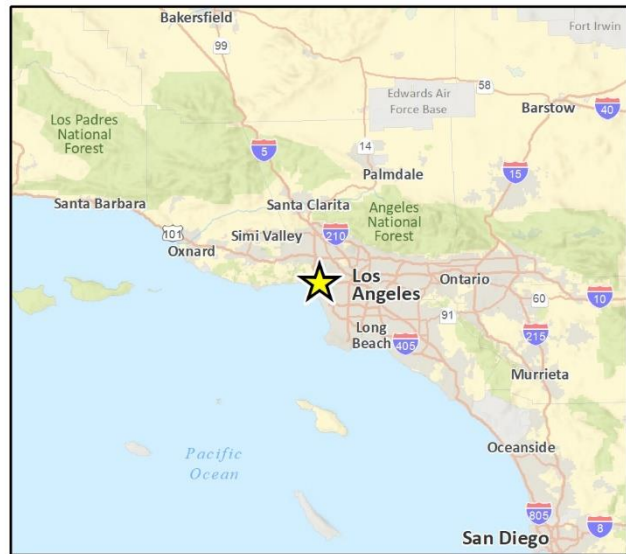 Bakersfield
Fort Irwin
99
58
Edwards Air
Force Base
Barstow
40
Los Padres
National
Forest
5
14
15
Palmdale
Santa Barbara
Santa Clarita
Angeles
National
Forest
101
Simi Valley
210
Oxnard
Los
Angeles
Ontario
10
60
Long
Beach
91
405
215
Murrieta
Pacific
Ocean
Oceanside
805
8
San Diego